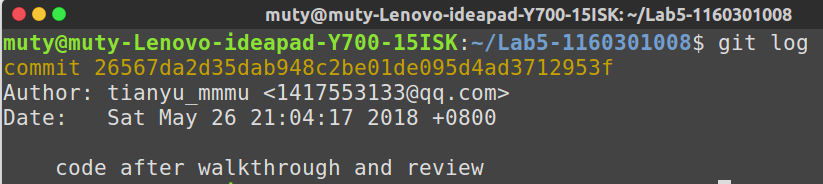 muty@muty-Lenovo-ideapad-Y700-15ISK: ~/Lab5-1160301008
muty@muty-Lenovo-ideapad-Y700-15ISK:~/Lab5-1160301008$ git log
commit 26567da2d35dab948c2be01de095d4ad3712953f
Author: tianyu_mmmu <1417553133@qq.com>
Date:   Sat May 26 21:04:17 2018 +0800
    code after walkthrough and review